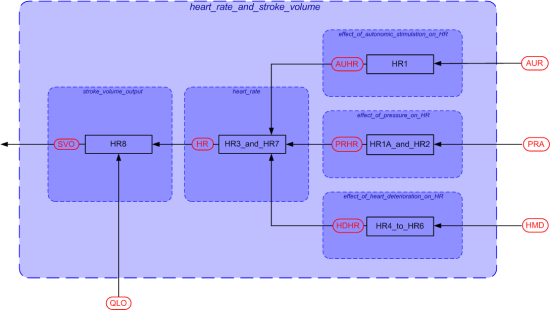 heart_rate_and_stroke_volume
effect_of_autonomic_stimulation_on_HR
AUHR
HR1
AUR
stroke_volume_output
heart_rate
effect_of_pressure_on_HR
SVO
HR8
HR
HR3_and_HR7
PRHR
HR1A_and_HR2
PRA
effect_of_heart_deterioration_on_HR
HDHR
HR4_to_HR6
HMD
QLO